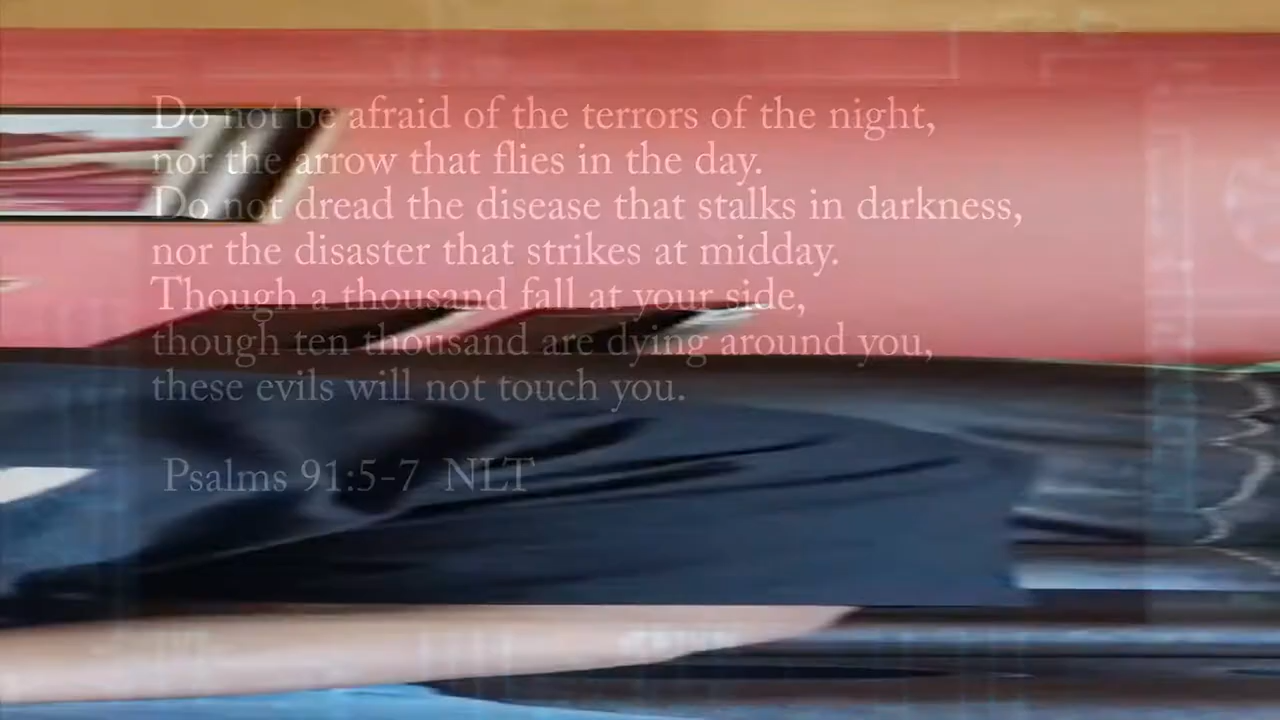 Do not be afraid of the terrors of the night,
nor the arrow that flies in the day.
Do not dread the disease that stalks in darkness,
nor the disaster that strikes at midday.
Though a thousand fall at your side,
though ten thousand are dying around you,
these evils will not touch you.
Psalms 91:5-7 NLT